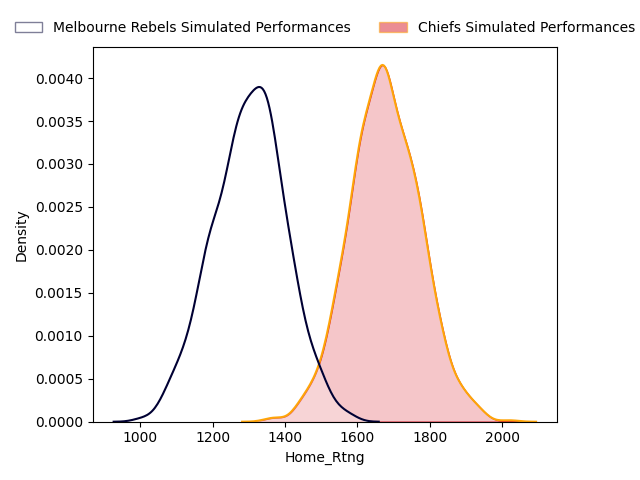 Melbourne Rebels Simulated Performances Chiefs Simulated Performances
0.0040
0.0035
0.0030
0.0025
0.0020
0.0015
0.0010
0.0005
0.0000
Density
1000 1200 1400 1600 1800 2000
Home_Rtng